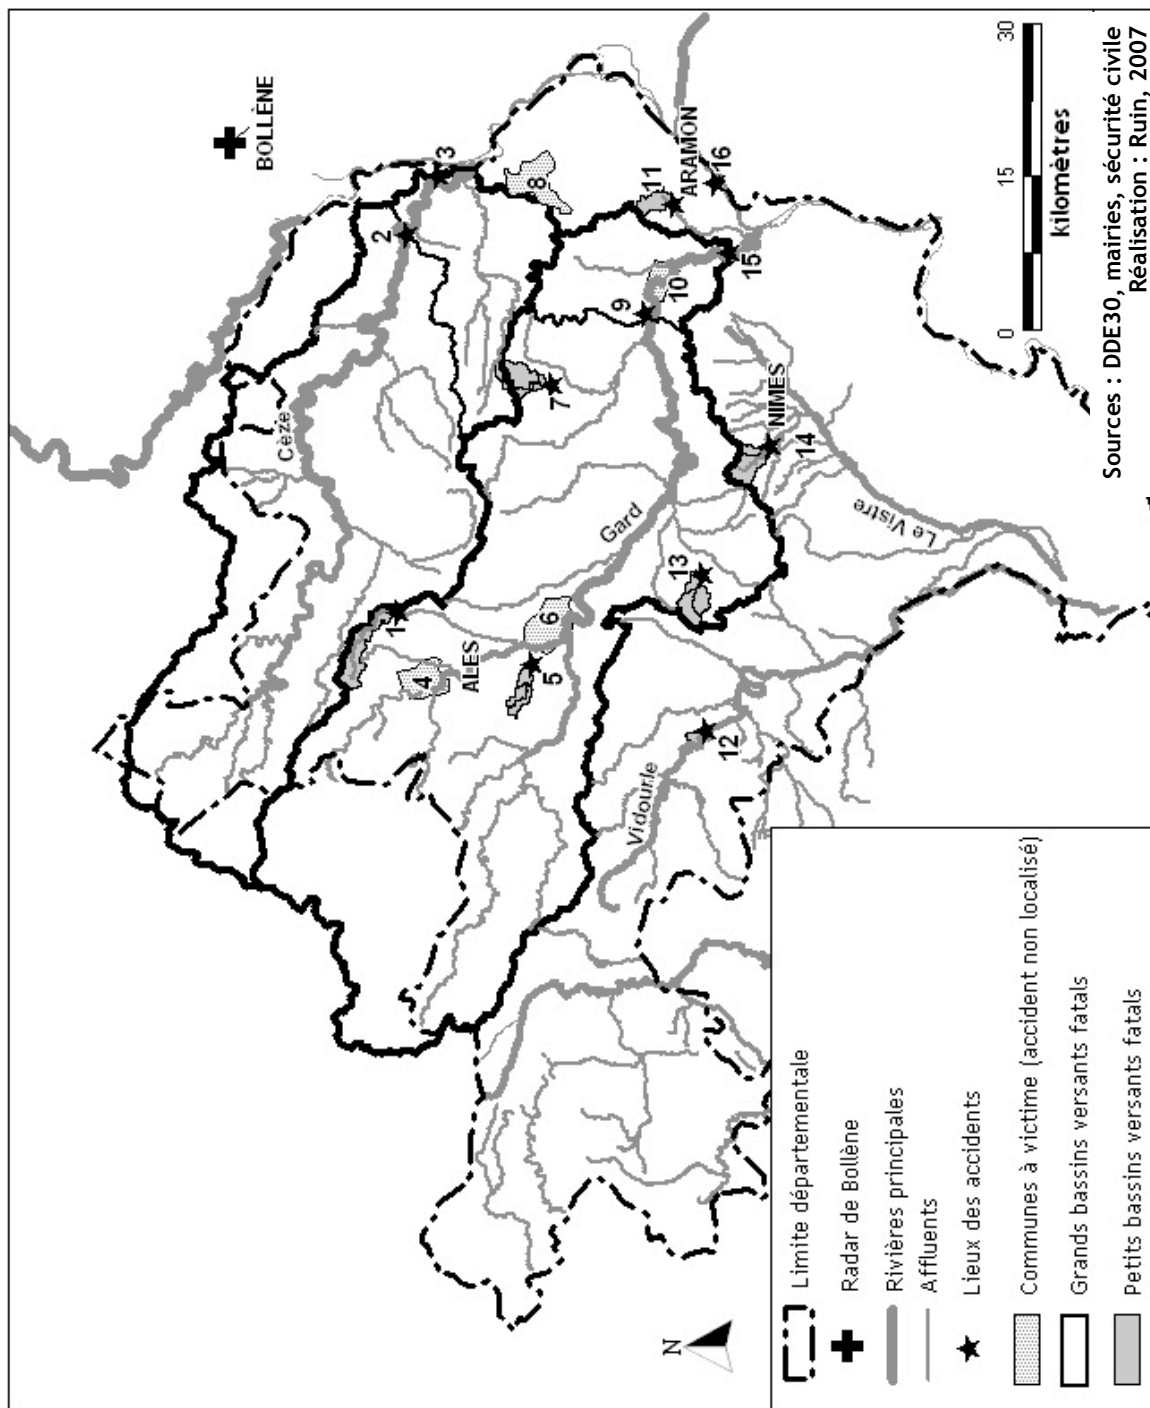 BOLLÈNE
Cèze
1
2
3
4
ALES
5
6
7
8
9
10
11
ARAMON
Gard
12
Vidourle
13
14
NIMES
Le Vistre
15
16
N
Limite départementale
Radar de Bollène
Rivières principales
Affluents
Lieux des accidents
Communes à victime (accident non localisé)
Grands bassins versants fatals
Petits bassins versants fatals
0 15 30
kilomètres
Sources : DDE30, mairies, sécurité civile
Réalisation : Ruin, 2007